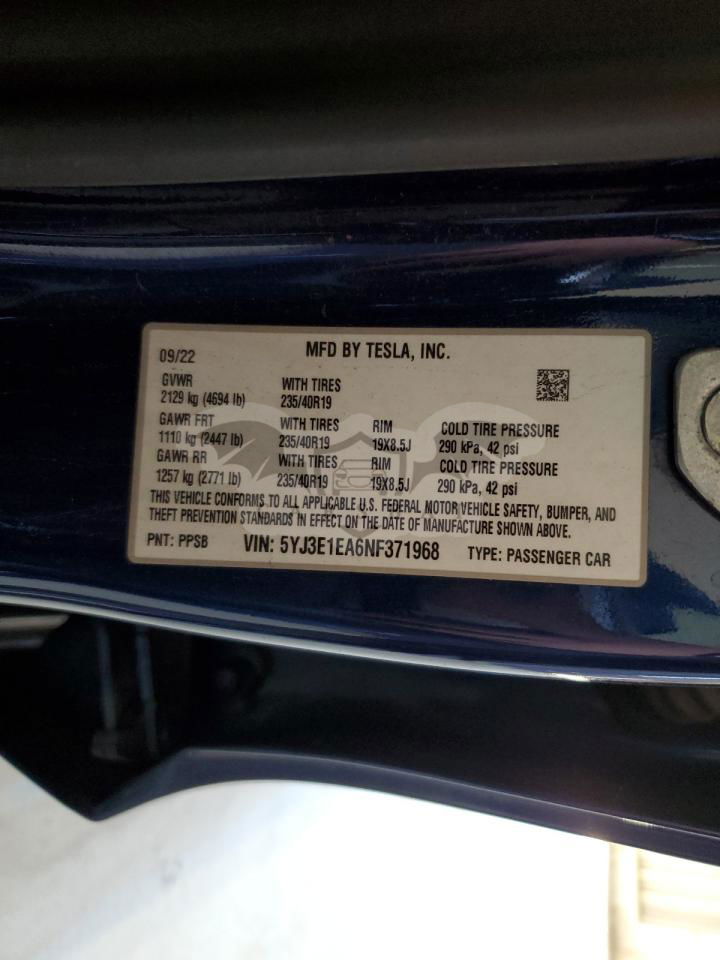 09/22 MFD BY TESLA, INC.
GVWR WITH TIRES
2129 kg (4694 lb) 235/40R19
GAWR FRT WITH TIRES RIM COLD TIRE PRESSURE
1110 kg (2447 lb) 235/40R19 19X8.5J 290 kPa, 42 psi
GAWR RR WITH TIRES RIM COLD TIRE PRESSURE
1257 kg (2771 lb) 235/40R19 19X8.5J 290 kPa, 42 psi
THIS VEHICLE CONFORMS TO ALL APPLICABLE U.S. FEDERAL MOTOR VEHICLE SAFETY, BUMPER, AND
THEFT PREVENTION STANDARDS IN EFFECT ON THE DATE OF MANUFACTURE SHOWN ABOVE.
PNT: PPSB VIN: 5YJ3E1EA6NF371968 TYPE: PASSENGER CAR